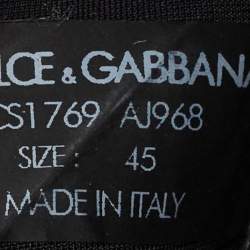 LCE & GABBANA
CS1769 AJ968
SIZE: 45
MADE IN ITALY